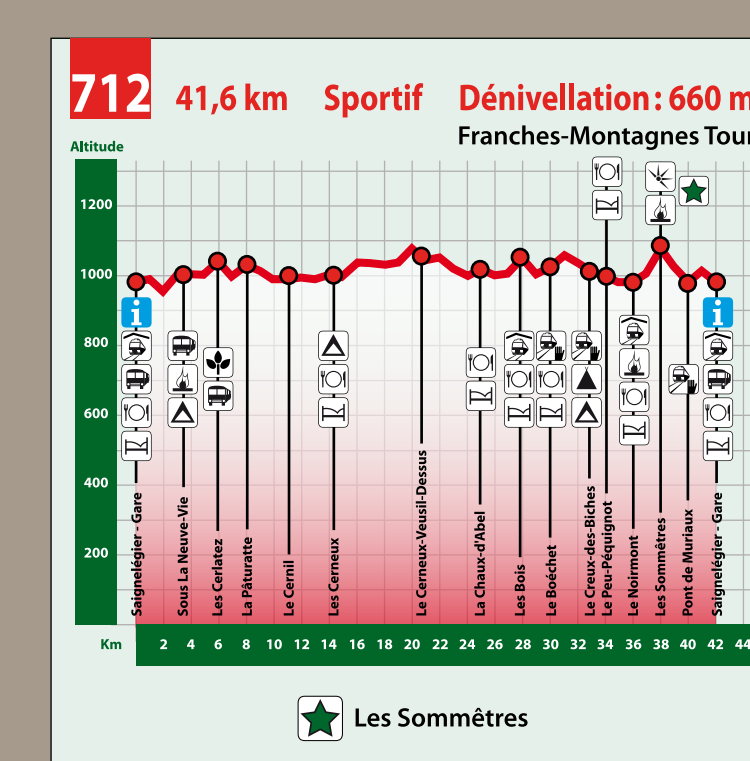 712 41,6 km Sportif Dénivellation : 660 m
Franches-Montagnes Tour
Altitude
1200
1000
800
600
400
200
Saignelégier - Gare
Sous La Neuve-Vie
Les Cerlatez
La Pâturatte
Le Cernil
Les Cerneux
Le Cerneux-Veusil-Dessus
La Chaux-d'Abel
Les Bois
Le Boéchet
Le Creux-des-Biches
Le Peu-Péquignot
Le Noirmont
Les Sommêtres
Pont de Muriaux
Saignelégier - Gare
Km 2 4 6 8 10 12 14 16 18 20 22 24 26 28 30 32 34 36 38 40 42 44
Les Sommêtres